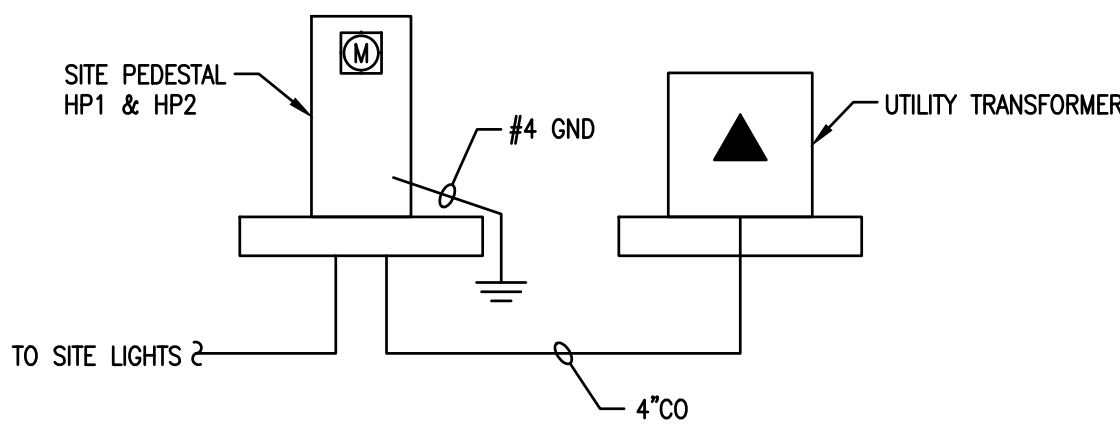 M
SITE PEDESTAL
HP1 & HP2
#4 GND
UTILITY TRANSFORMER
TO SITE LIGHTS
4"CO